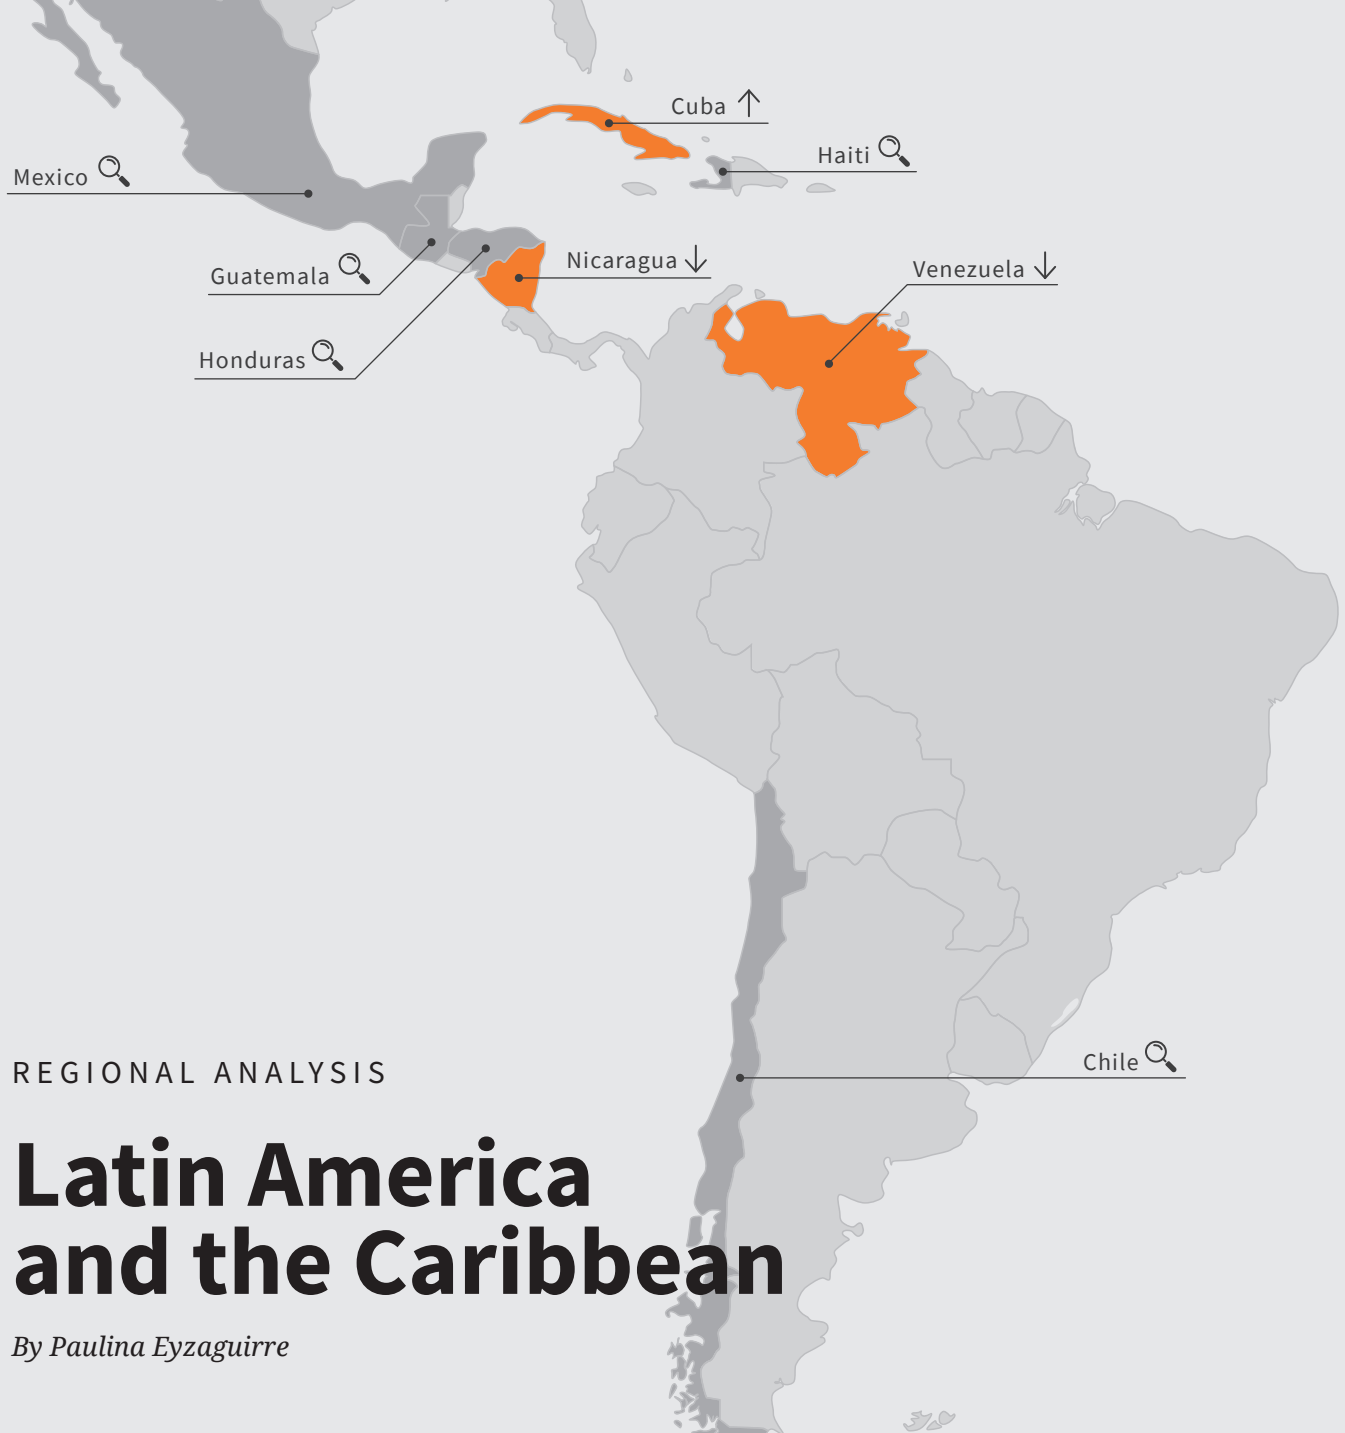 Cuba
Haiti
Mexico
Nicaragua
Venezuela
Guatemala
Honduras
Chile
REGIONAL ANALYSIS
Latin America
and the Caribbean
By Paulina Eyzaguirre